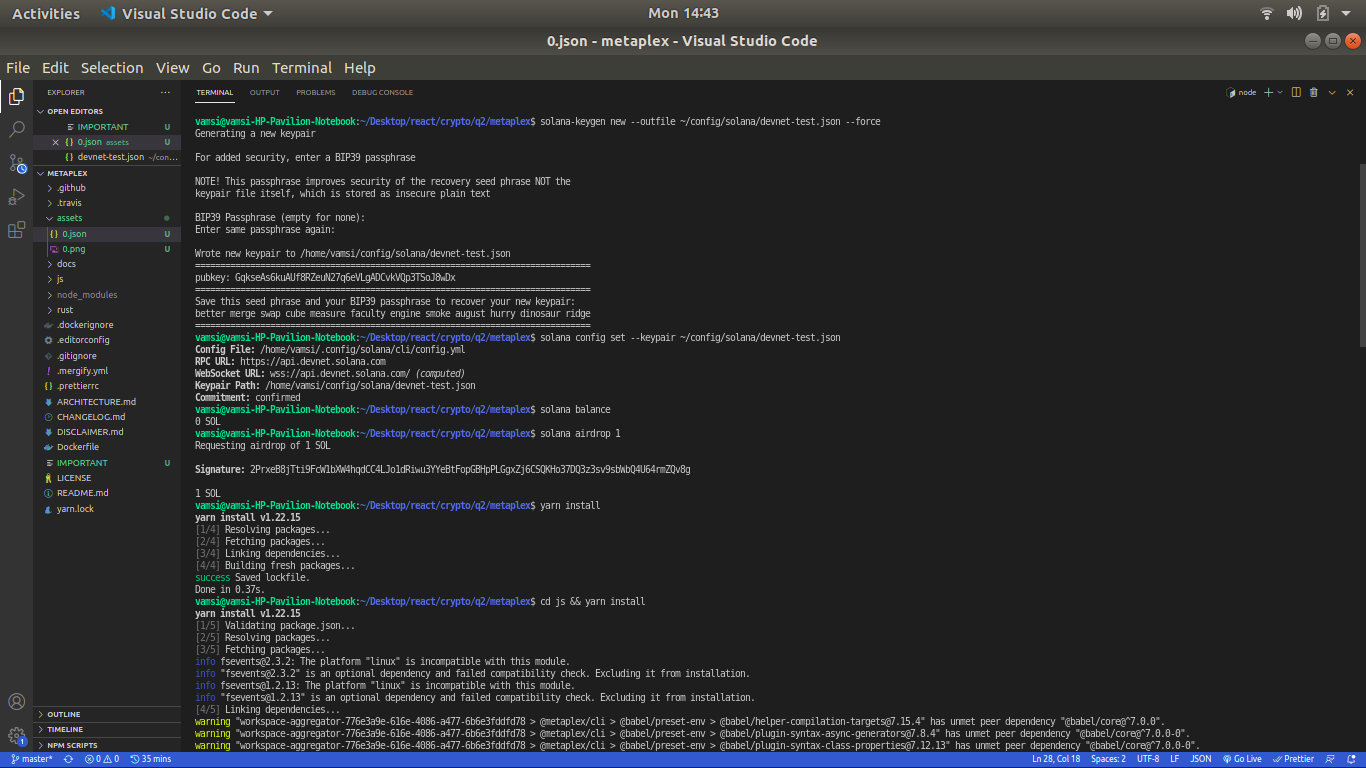 Activities
Visual Studio Code
Mon 14:43
0.json - metaplex - Visual Studio Code
File Edit Selection View Go Run Terminal Help
EXPLORER
OPEN EDITORS
IMPORTANT U
0.json assets U
devnet-test.json ~/con...
METAPLEX
.github
.travis
assets
0.json U
0.png U
docs
js
node_modules
rust
.dockerignore
.editorconfig
.gitignore
.mergify.yml
.prettierrc
ARCHITECTURE.md
CHANGELOG.md
DISCLAIMER.md
Dockerfile
IMPORTANT U
LICENSE
README.md
yarn.lock
OUTLINE
TIMELINE
NPM SCRIPTS
TERMINAL OUTPUT PROBLEMS DEBUG CONSOLE
node
vamsi@vamsi-HP-Pavilion-Notebook:~/Desktop/react/crypto/q2/metaplex$ solana-keygen new --outfile ~/config/solana/devnet-test.json --force
Generating a new keypair
For added security, enter a BIP39 passphrase
NOTE! This passphrase improves security of the recovery seed phrase NOT the
keypair file itself, which is stored as insecure plain text
BIP39 Passphrase (empty for none):
Enter same passphrase again:
Wrote new keypair to /home/vamsi/config/solana/devnet-test.json
===============================================================================
pubkey: GqkseAs6kuAUf8RZeuN27q6eVLgADCvkVQp3TSoJ8wDx
===============================================================================
Save this seed phrase and your BIP39 passphrase to recover your new keypair:
better merge swap cube measure faculty engine smoke august hurry dinosaur ridge
===============================================================================
vamsi@vamsi-HP-Pavilion-Notebook:~/Desktop/react/crypto/q2/metaplex$ solana config set --keypair ~/config/solana/devnet-test.json
Config File: /home/vamsi/.config/solana/cli/config.yml
RPC URL: https://api.devnet.solana.com
WebSocket URL: wss://api.devnet.solana.com/ (computed)
Keypair Path: /home/vamsi/config/solana/devnet-test.json
Commitment: confirmed
vamsi@vamsi-HP-Pavilion-Notebook:~/Desktop/react/crypto/q2/metaplex$ solana balance
0 SOL
vamsi@vamsi-HP-Pavilion-Notebook:~/Desktop/react/crypto/q2/metaplex$ solana airdrop 1
Requesting airdrop of 1 SOL
Signature: 2PrxeB8jTti9FcW1bXW4hqdCC4LJo1dRiwu3YYeBtFopGBHpPLGgxZj6CSQKHo37DQ3z3sv9sbWbQ4U64rmZQv8g
1 SOL
vamsi@vamsi-HP-Pavilion-Notebook:~/Desktop/react/crypto/q2/metaplex$ yarn install
yarn install v1.22.15
[1/4] Resolving packages...
[2/4] Fetching packages...
[3/4] Linking dependencies...
[4/4] Building fresh packages...
success Saved lockfile.
Done in 0.37s.
vamsi@vamsi-HP-Pavilion-Notebook:~/Desktop/react/crypto/q2/metaplex$ cd js && yarn install
yarn install v1.22.15
[1/5] Validating package.json...
[2/5] Resolving packages...
[3/5] Fetching packages...
info fsevents@2.3.2: The platform "linux" is incompatible with this module.
info "fsevents@2.3.2" is an optional dependency and failed compatibility check. Excluding it from installation.
info fsevents@1.2.13: The platform "linux" is incompatible with this module.
info "fsevents@1.2.13" is an optional dependency and failed compatibility check. Excluding it from installation.
[4/5] Linking dependencies...
warning "workspace-aggregator-776e3a9e-616e-4086-a477-6b6e3fddfd78 > @metaplex/cli > @babel/preset-env > @babel/helper-compilation-targets@7.15.4" has unmet peer dependency "@babel/core@^7.0.0".
warning "workspace-aggregator-776e3a9e-616e-4086-a477-6b6e3fddfd78 > @metaplex/cli > @babel/preset-env > @babel/plugin-syntax-async-generators@7.8.4" has unmet peer dependency "@babel/core@^7.0.0-0".
warning "workspace-aggregator-776e3a9e-616e-4086-a477-6b6e3fddfd78 > @metaplex/cli > @babel/preset-env > @babel/plugin-syntax-class-properties@7.12.13" has unmet peer dependency "@babel/core@^7.0.0-0".
master* 0 0 35 mins
Ln 28, Col 18 Spaces: 2 UTF-8 LF JSON Go Live Prettier